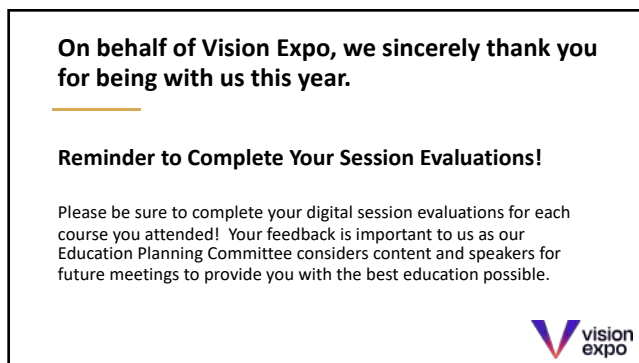 On behalf of Vision Expo, we sincerely thank you
for being with us this year.
Reminder to Complete Your Session Evaluations!
Please be sure to complete your digital session evaluations for each
course you attended!  Your feedback is important to us as our
Education Planning Committee considers content and speakers for
future meetings to provide you with the best education possible.
vision
expo